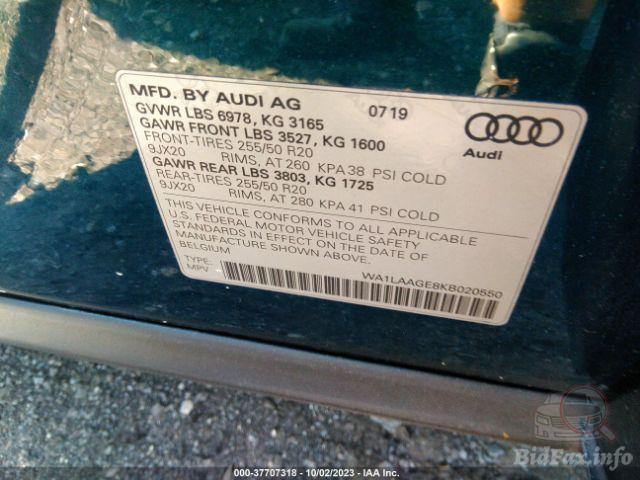 MFD. BY AUDI AG 07 19
GVWR LBS 6978, KG 3165
GAWR FRONT LBS 3527, KG 1600
FRONT-TIRES 255/50 R20
9JX20 RIMS, AT 260 KPA 38 PSI COLD
GAWR REAR LBS 3803, KG 1725
REAR-TIRES 255/50 R20
9JX20 RIMS, AT 280 KPA 41 PSI COLD
Audi
THIS VEHICLE CONFORMS TO ALL APPLICABLE
U.S. FEDERAL MOTOR VEHICLE SAFETY
STANDARDS IN EFFECT ON THE DATE OF
MANUFACTURE SHOWN ABOVE.
BELGIUM
TYPE:
MPV
WA1LAAGE8KB020550
BidFax.info
000-37707318 - 10/02/2023 - IAA Inc.